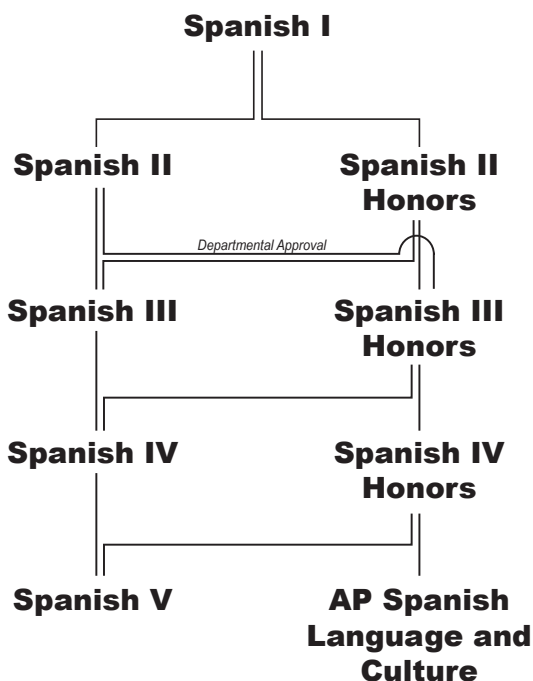 Spanish I
Spanish II
Spanish II
Honors
Departmental Approval
Spanish III
Spanish III
Honors
Spanish IV
Spanish IV
Honors
Spanish V
AP Spanish
Language and
Culture